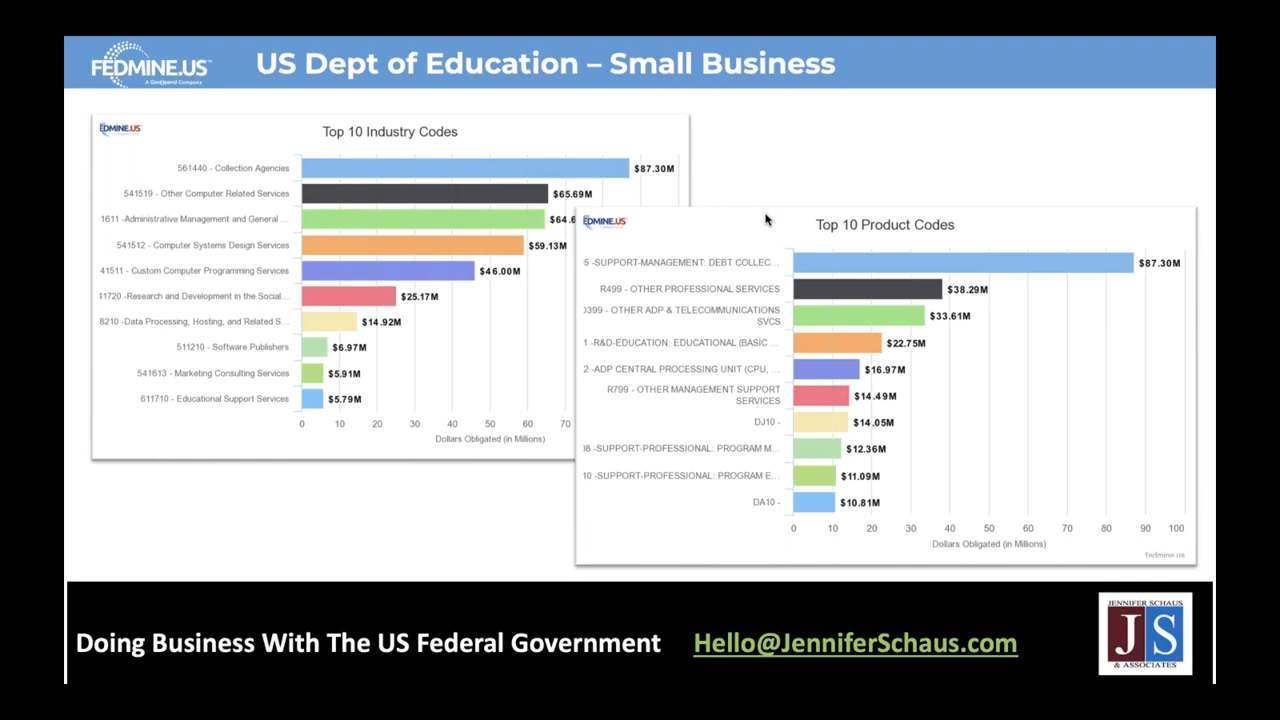 FEDMINE.US
A GovSpend Company
US Dept of Education – Small Business
EDMINE.US
Top 10 Industry Codes
561440 - Collection Agencies
$87.30M
541519 - Other Computer Related Services
$65.69M
1611 -Administrative Management and General ...
$64.6
541512 - Computer Systems Design Services
$59.13M
41511 - Custom Computer Programming Services
$46.00M
11720 -Research and Development in the Social...
$25.17M
8210 -Data Processing, Hosting, and Related S...
$14.92M
511210 - Software Publishers
$6.97M
541613 - Marketing Consulting Services
$5.91M
611710 - Educational Support Services
$5.79M
0 10 20 30 40 50 60 70
Dollars Obligated (in Millions)
EDMINE.US
Top 10 Product Codes
5 -SUPPORT-MANAGEMENT: DEBT COLLEC...
$87.30M
R499 - OTHER PROFESSIONAL SERVICES
$38.29M
0399 - OTHER ADP & TELECOMMUNICATIONS
SVCS
$33.61M
1 -R&D-EDUCATION: EDUCATIONAL (BASIC ...
$22.75M
2 -ADP CENTRAL PROCESSING UNIT (CPU, ...
$16.97M
R799 - OTHER MANAGEMENT SUPPORT
SERVICES
$14.49M
DJ10 -
$14.05M
08 -SUPPORT-PROFESSIONAL: PROGRAM M...
$12.36M
10 -SUPPORT-PROFESSIONAL: PROGRAM E...
$11.09M
DA10 -
$10.81M
0 10 20 30 40 50 60 70 80 90 100
Dollars Obligated (in Millions)
fedmine.us
Doing Business With The US Federal Government
Hello@JenniferSchaus.com
JENNIFER SCHAUS
JS
& ASSOCIATES